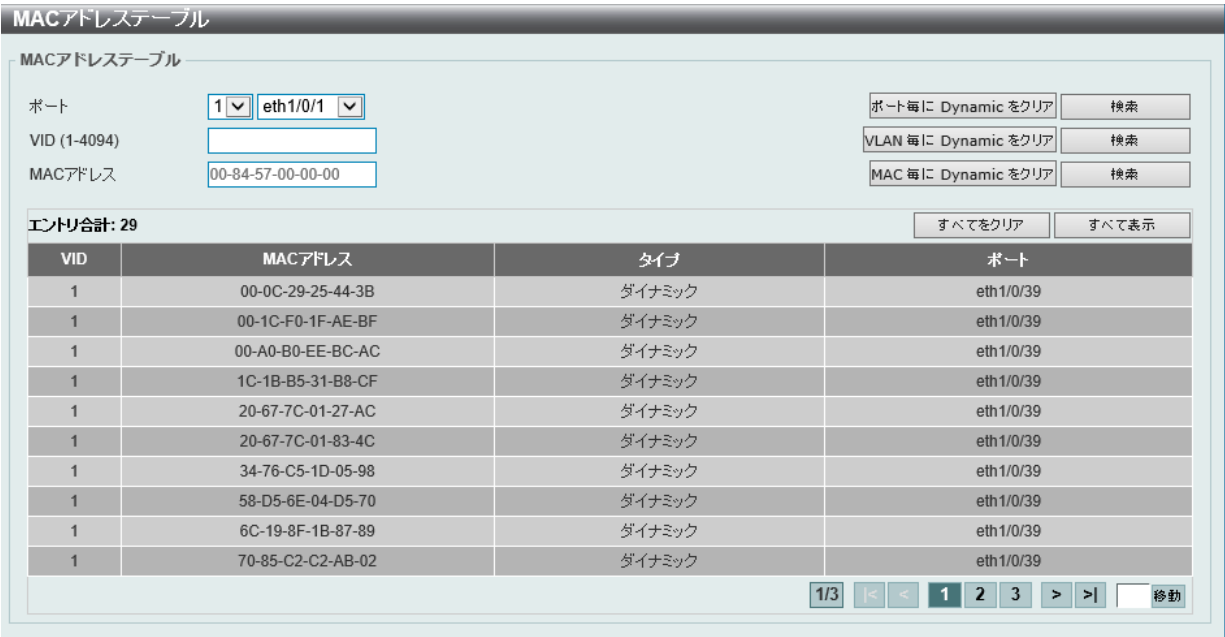 MACアドレステーブル
MACアドレステーブル
ポート 1 eth1/0/1 ポート毎に Dynamic をクリア 検索
VID (1-4094) VLAN 毎に Dynamic をクリア 検索
MACアドレス 00-84-57-00-00-00 MAC 毎に Dynamic をクリア 検索
エントリ合計: 29 すべてをクリア すべて表示
VID MACアドレス タイプ ポート
1 00-0C-29-25-44-3B ダイナミック eth1/0/39
1 00-1C-F0-1F-AE-BF ダイナミック eth1/0/39
1 00-A0-B0-EE-BC-AC ダイナミック eth1/0/39
1 1C-1B-B5-31-B8-CF ダイナミック eth1/0/39
1 20-67-7C-01-27-AC ダイナミック eth1/0/39
1 20-67-7C-01-83-4C ダイナミック eth1/0/39
1 34-76-C5-1D-05-98 ダイナミック eth1/0/39
1 58-D5-6E-04-D5-70 ダイナミック eth1/0/39
1 6C-19-8F-1B-87-89 ダイナミック eth1/0/39
1 70-85-C2-C2-AB-02 ダイナミック eth1/0/39
1/3 |< < 1 2 3 > >| 移動